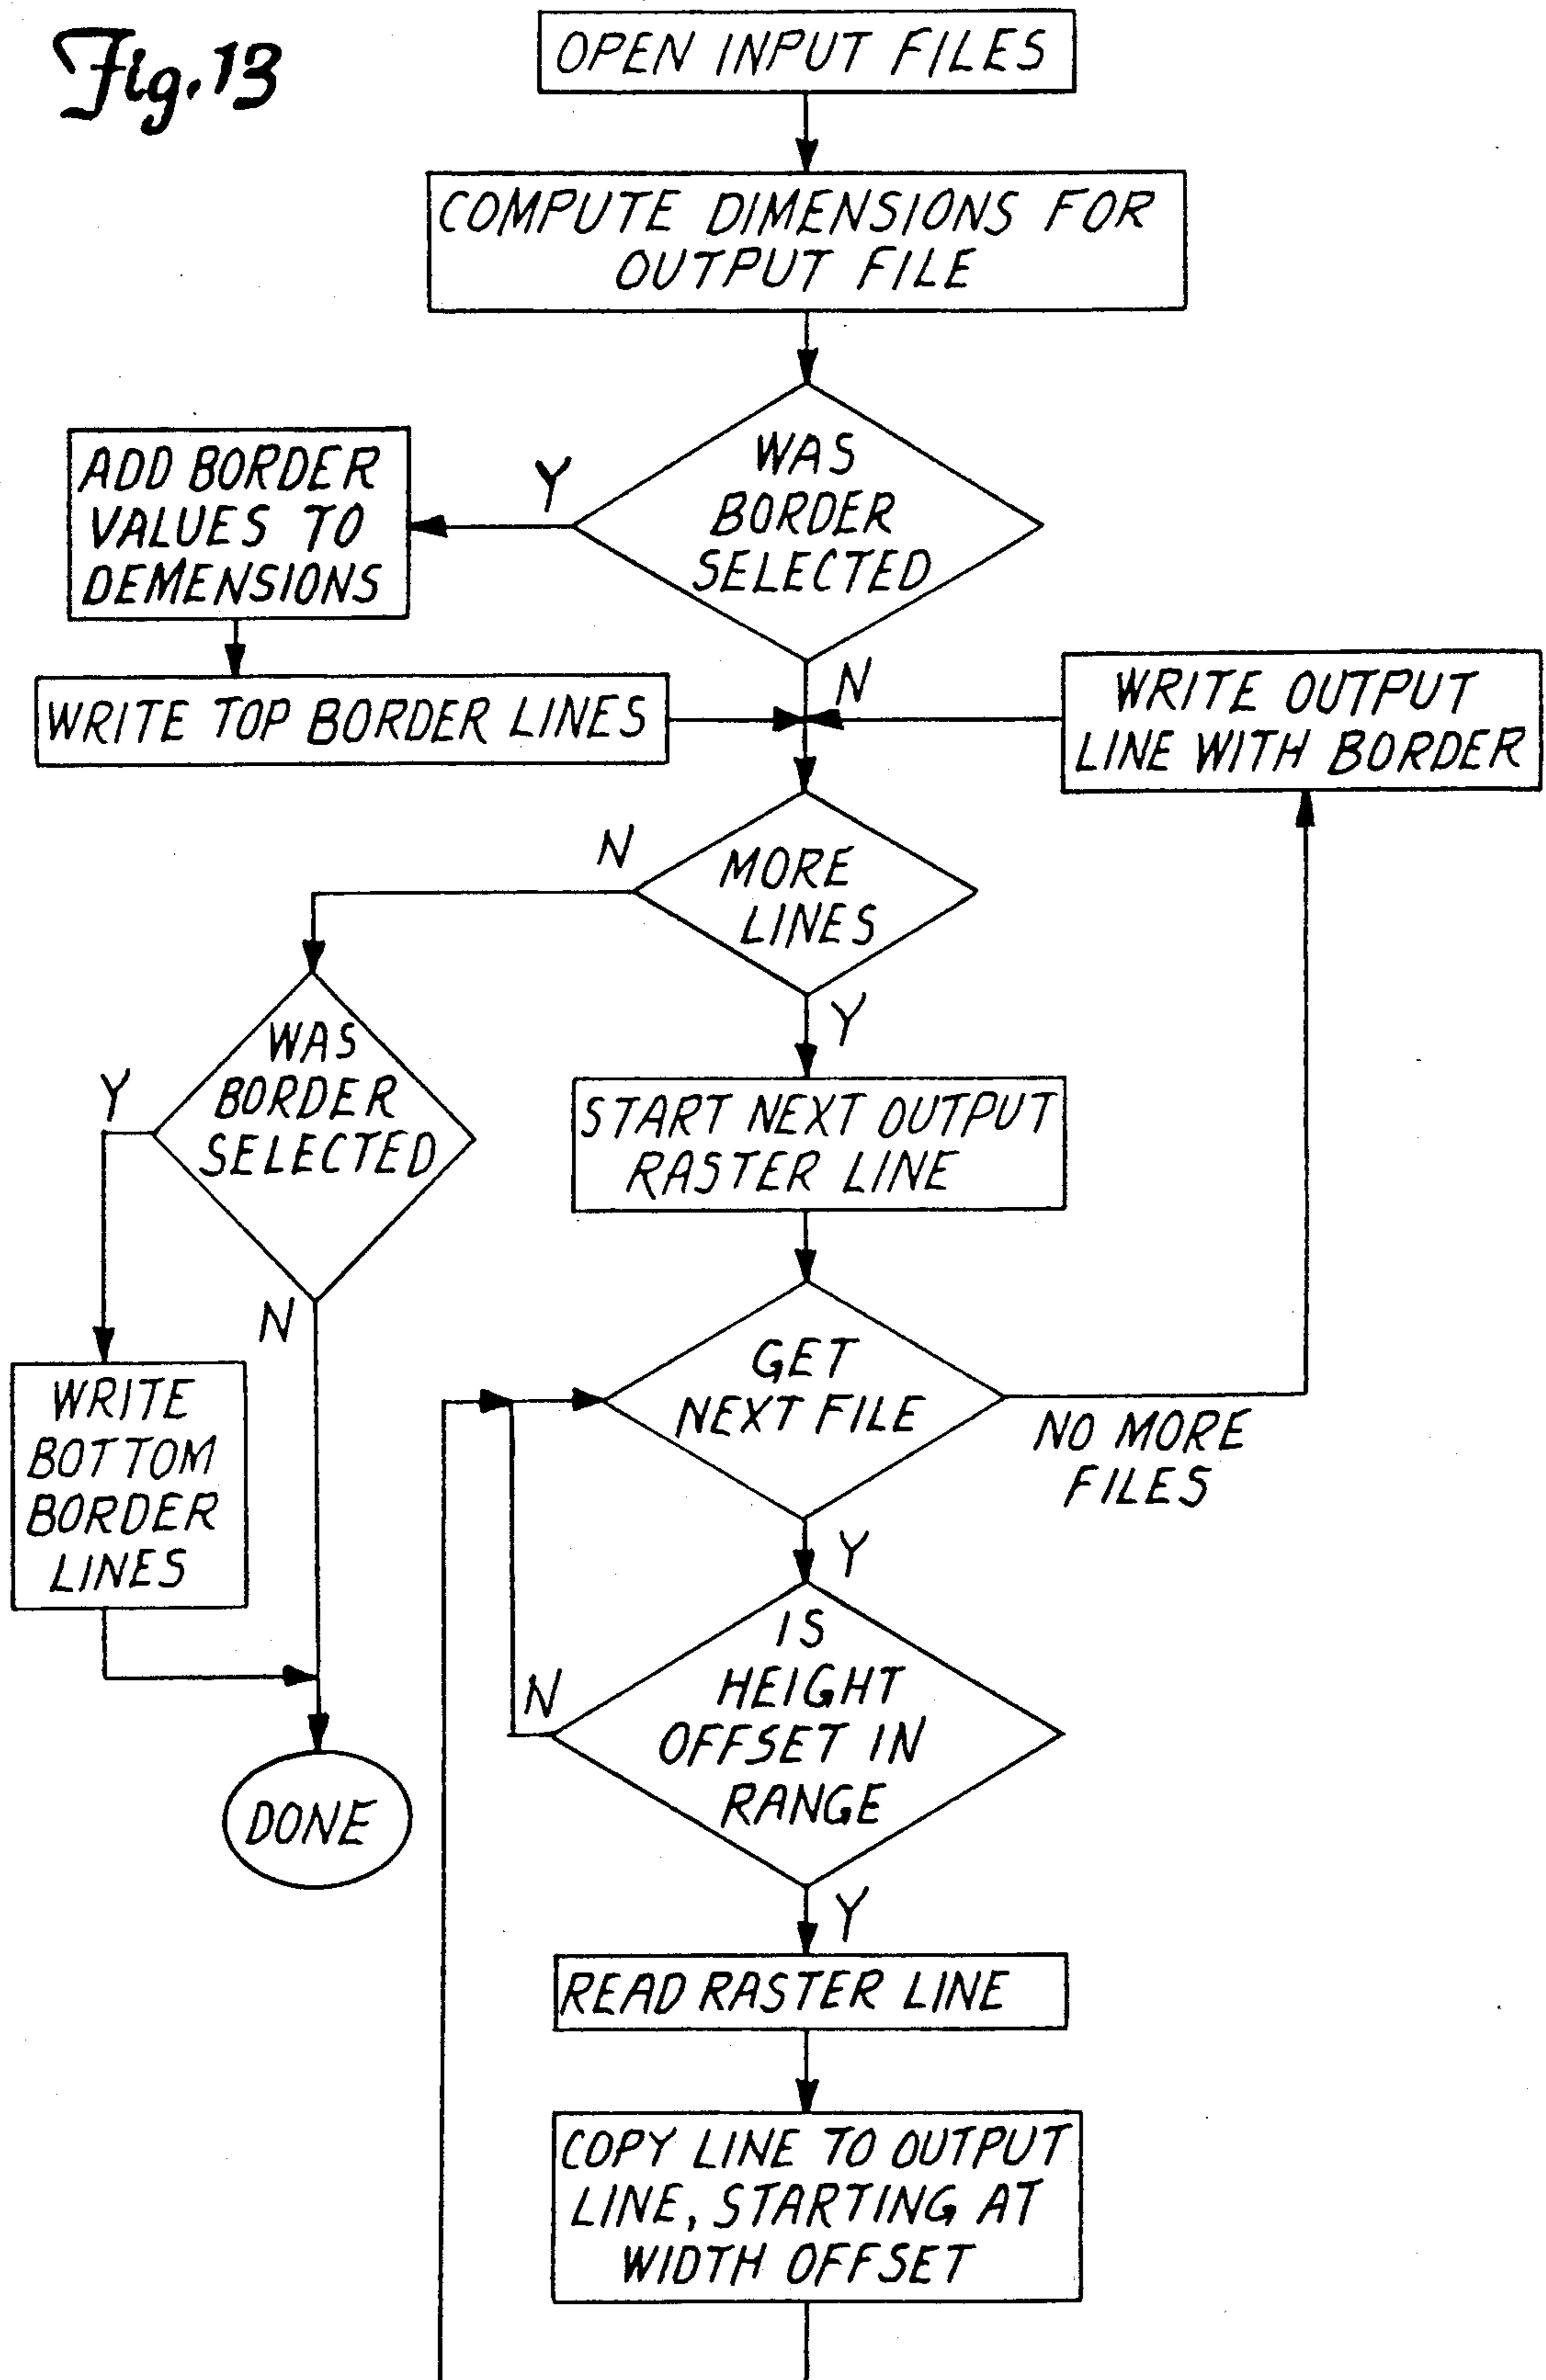 Fig. 13
OPEN INPUT FILES
COMPUTE DIMENSIONS FOR
OUTPUT FILE
WAS
BORDER
SELECTED
Y
N
ADD BORDER
VALUES TO
DEMENSIONS
WRITE TOP BORDER LINES
WRITE OUTPUT
LINE WITH BORDER
MORE
LINES
N
Y
WAS
BORDER
SELECTED
Y
N
START NEXT OUTPUT
RASTER LINE
GET
NEXT FILE
NO MORE
FILES
Y
WRITE
BOTTOM
BORDER
LINES
IS
HEIGHT
OFFSET IN
RANGE
N
Y
DONE
READ RASTER LINE
COPY LINE TO OUTPUT
LINE, STARTING AT
WIDTH OFFSET